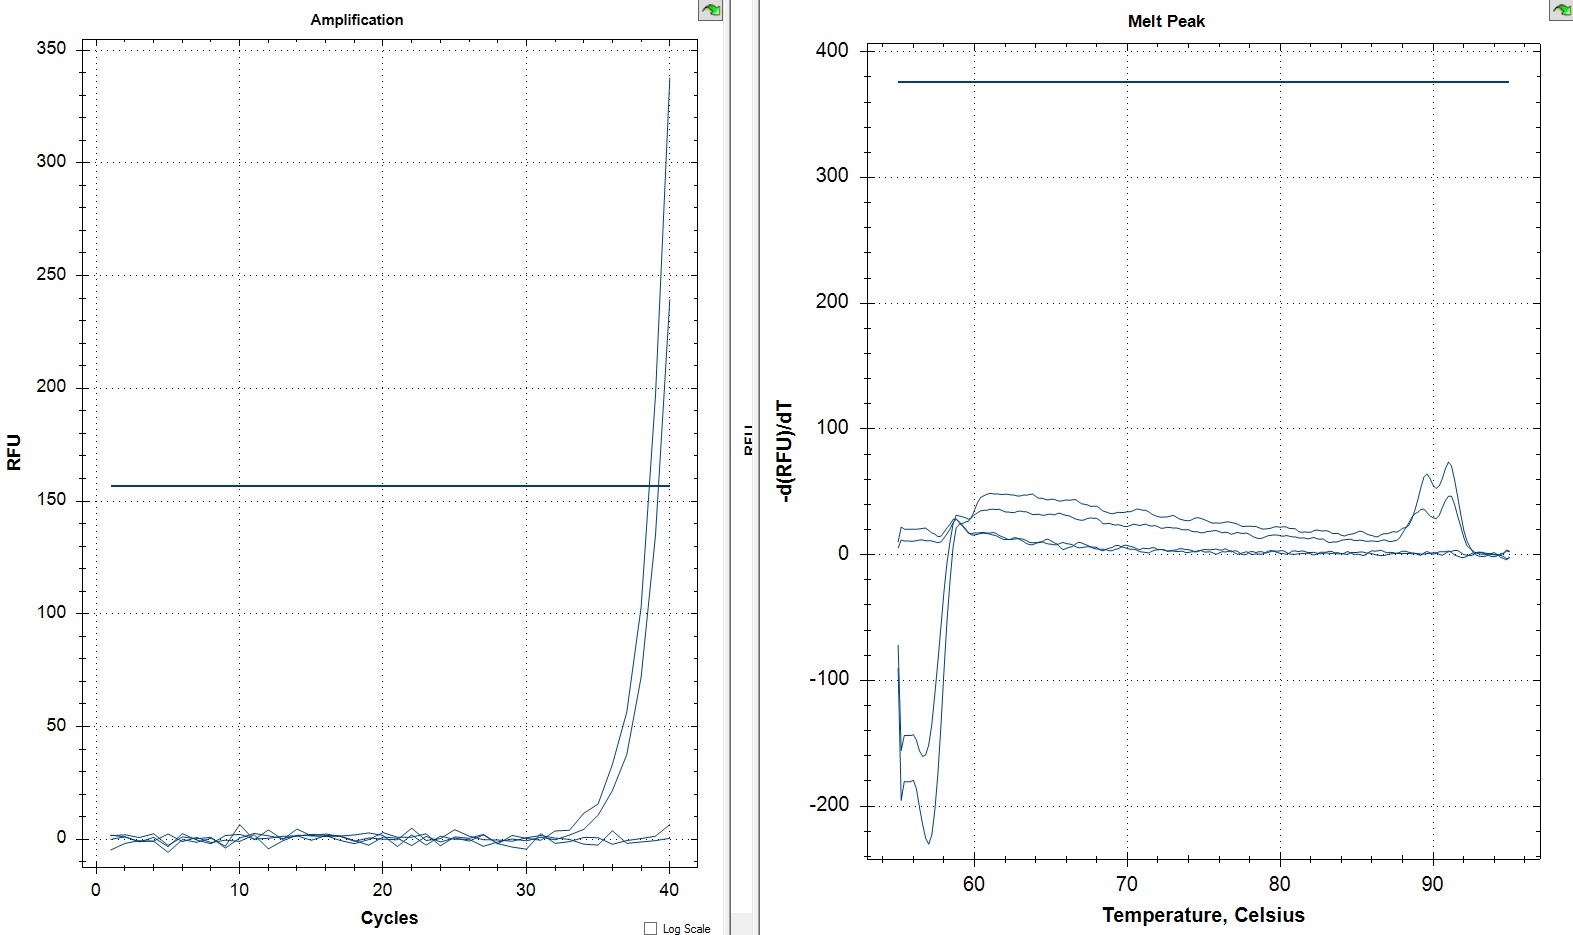 Amplification
350
300
250
200
150
100
50
0
RFU
0 10 20 30 40
Cycles
Log Scale
RFU
Melt Peak
400
300
200
100
0
-100
-200
-d(RFU)/dT
60 70 80 90
Temperature, Celsius